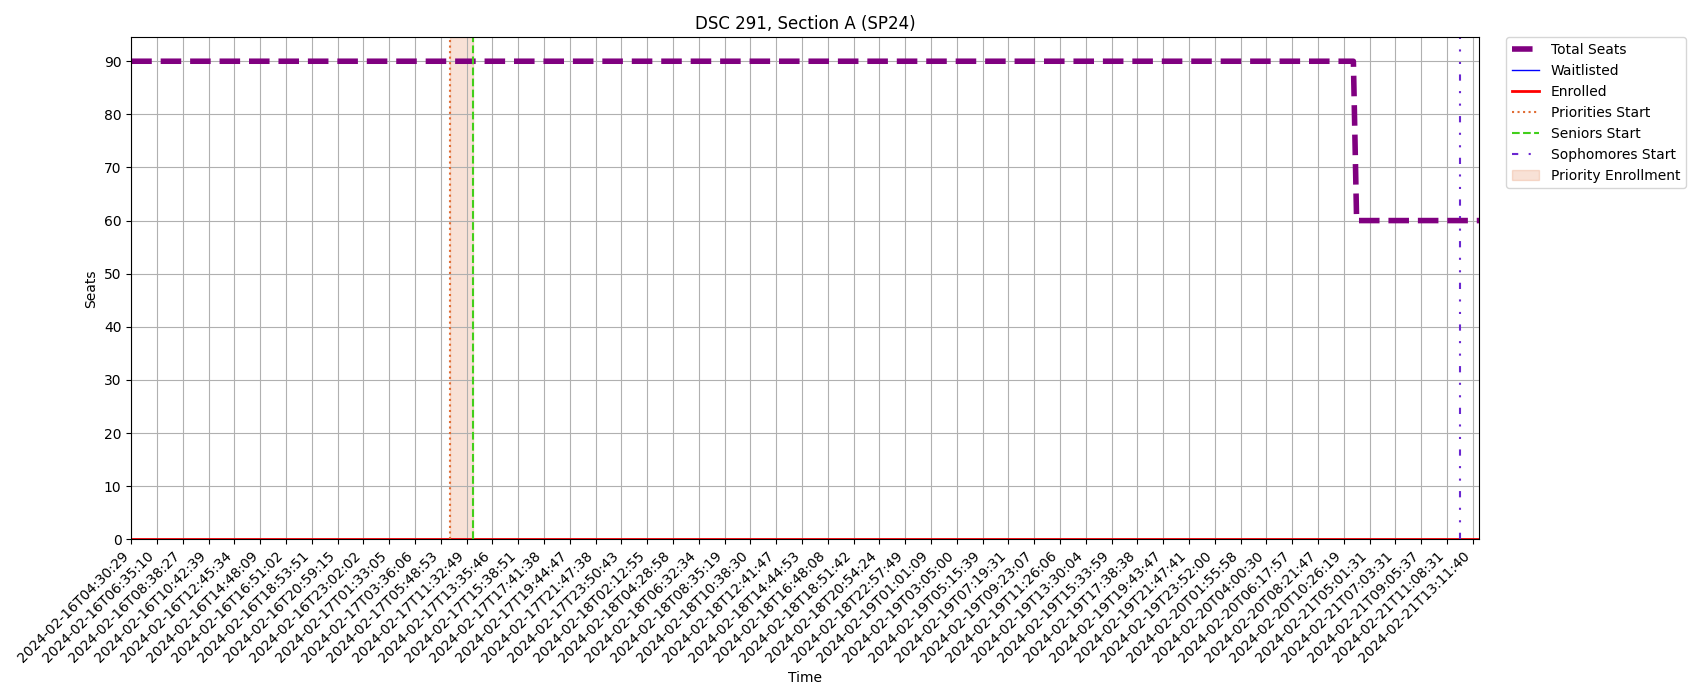 DSC 291, Section A (SP24)
Total Seats
Waitlisted
Enrolled
Priorities Start
Seniors Start
Sophomores Start
Priority Enrollment
Seats
90
80
70
60
50
40
30
20
10
0
2024-02-16T04:30:29
2024-02-16T06:35:10
2024-02-16T08:38:27
2024-02-16T10:42:39
2024-02-16T12:45:34
2024-02-16T14:48:09
2024-02-16T16:51:02
2024-02-16T18:53:51
2024-02-16T20:59:15
2024-02-16T23:02:02
2024-02-17T01:33:05
2024-02-17T03:36:06
2024-02-17T05:48:53
2024-02-17T11:32:49
2024-02-17T13:35:46
2024-02-17T15:38:51
2024-02-17T17:41:38
2024-02-17T19:44:47
2024-02-17T21:47:38
2024-02-17T23:50:43
2024-02-18T02:12:55
2024-02-18T04:28:58
2024-02-18T06:32:34
2024-02-18T08:35:19
2024-02-18T10:38:30
2024-02-18T12:41:47
2024-02-18T14:44:53
2024-02-18T16:48:08
2024-02-18T18:51:42
2024-02-18T20:54:24
2024-02-18T22:57:49
2024-02-19T01:01:09
2024-02-19T03:05:00
2024-02-19T05:15:39
2024-02-19T07:19:31
2024-02-19T09:23:07
2024-02-19T11:26:06
2024-02-19T13:30:04
2024-02-19T15:33:59
2024-02-19T17:38:38
2024-02-19T19:43:47
2024-02-19T21:47:41
2024-02-19T23:52:00
2024-02-20T01:55:58
2024-02-20T04:00:30
2024-02-20T06:17:57
2024-02-20T08:21:47
2024-02-20T10:26:19
2024-02-21T05:01:31
2024-02-21T07:03:31
2024-02-21T09:05:37
2024-02-21T11:08:31
2024-02-21T13:11:40
Time